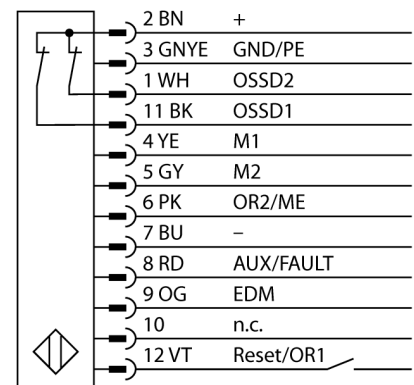 2 BN +
3 GNYE GND/PE
1 WH OSSD2
11 BK OSSD1
4 YE M1
5 GY M2
6 PK OR2/ME
7 BU –
8 RD AUX/FAULT
9 OG EDM
10 n.c.
12 VT Reset/OR1